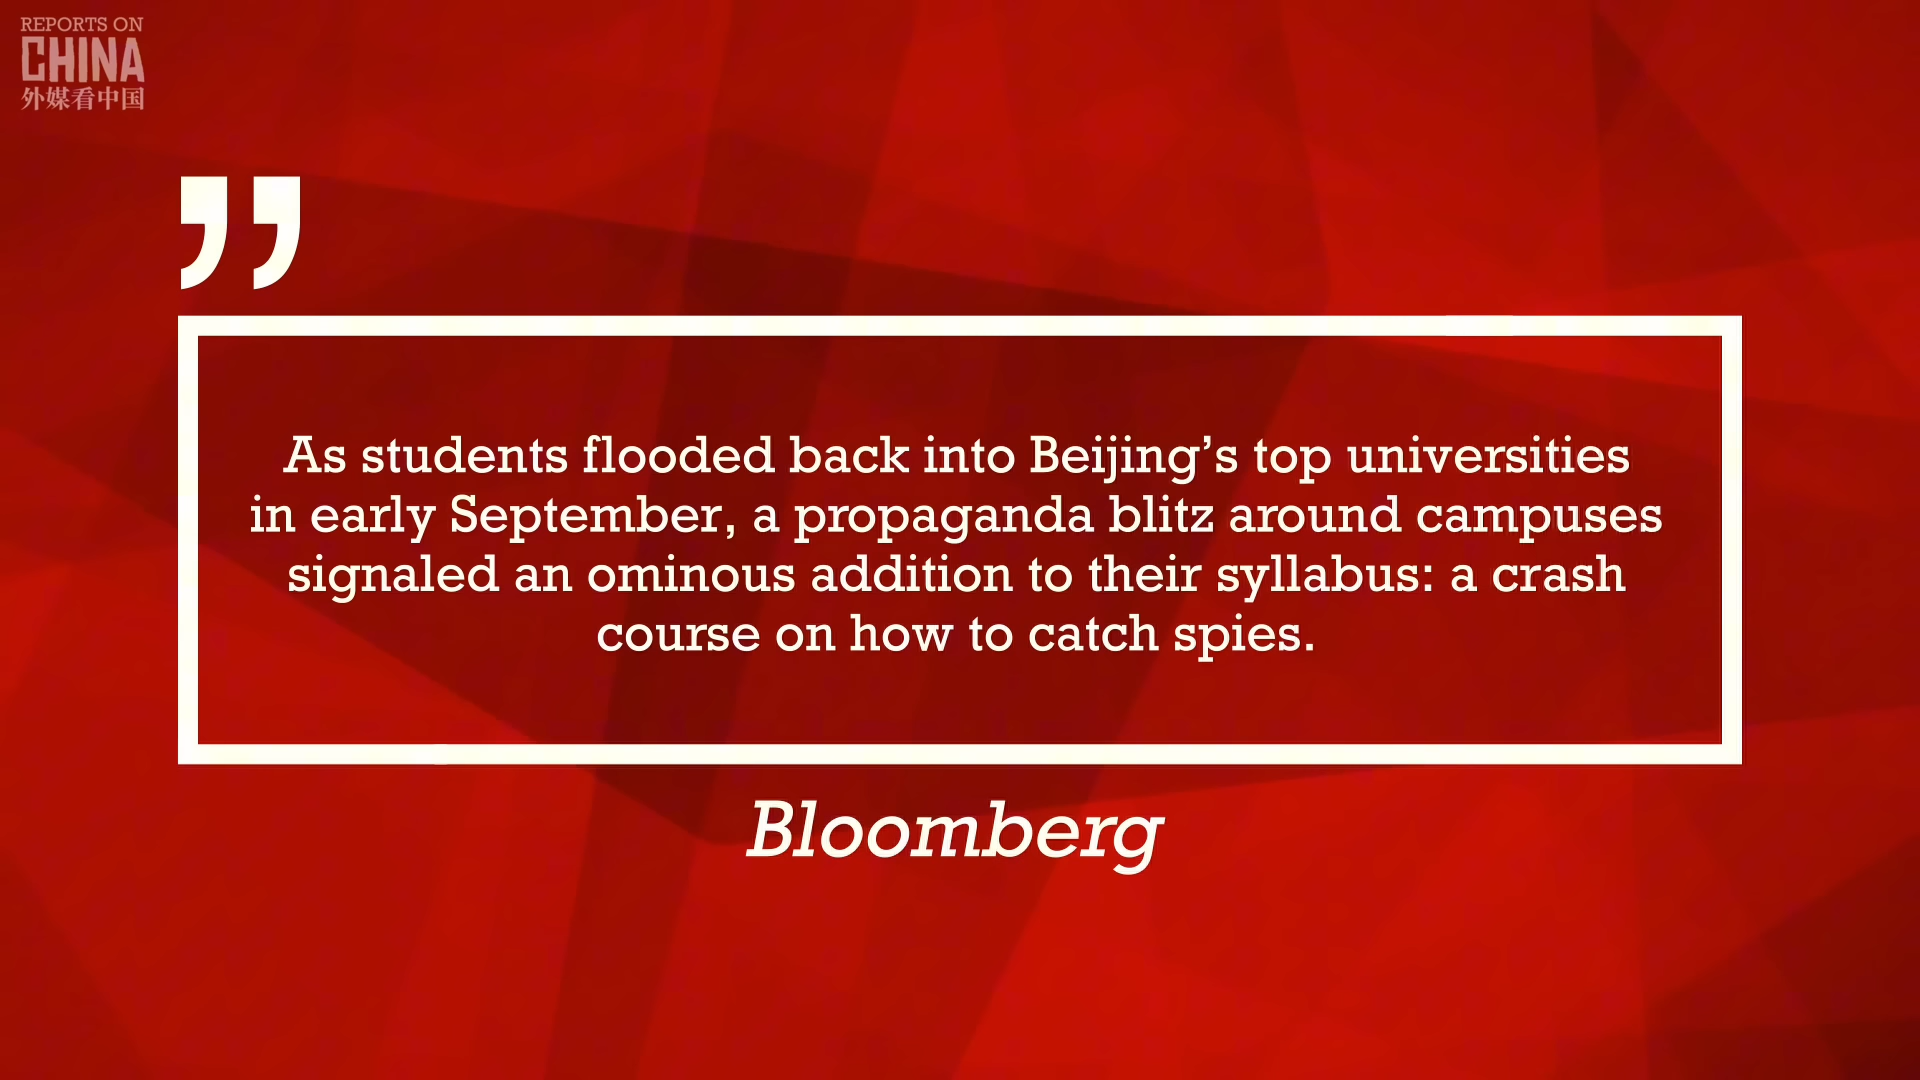 REPORTS ON
CHINA
外媒看中国
”
As students flooded back into Beijing’s top universities
in early September, a propaganda blitz around campuses
signaled an ominous addition to their syllabus: a crash
course on how to catch spies.
Bloomberg